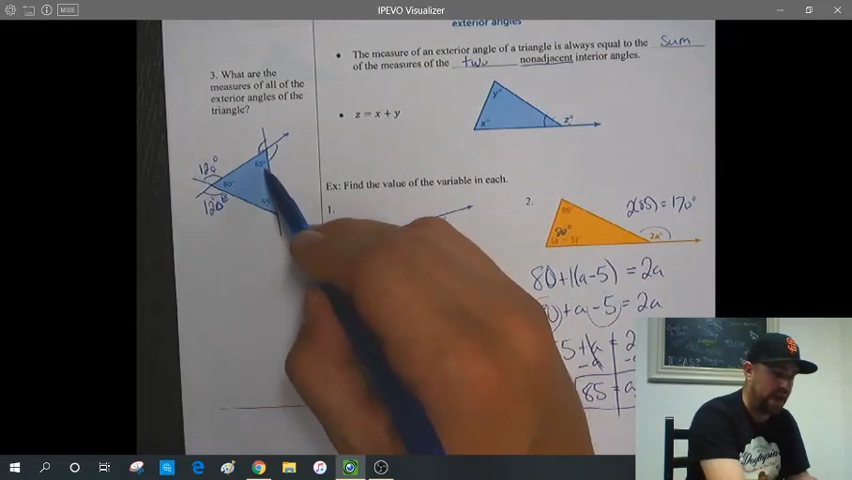 IPEVO Visualizer
exterior angles
• The measure of an exterior angle of a triangle is always equal to the sum
of the measures of the two nonadjacent interior angles.
3. What are the
measures of all of the
exterior angles of the
triangle?
• z = x + y
y°
x°
z°
120°
65°
60°
55°
120°
Ex: Find the value of the variable in each.
1.
2.
2(85) = 170°
80°
2a°
80 + 1(a - 5) = 2a
+ a - 5 = 2a
85 =